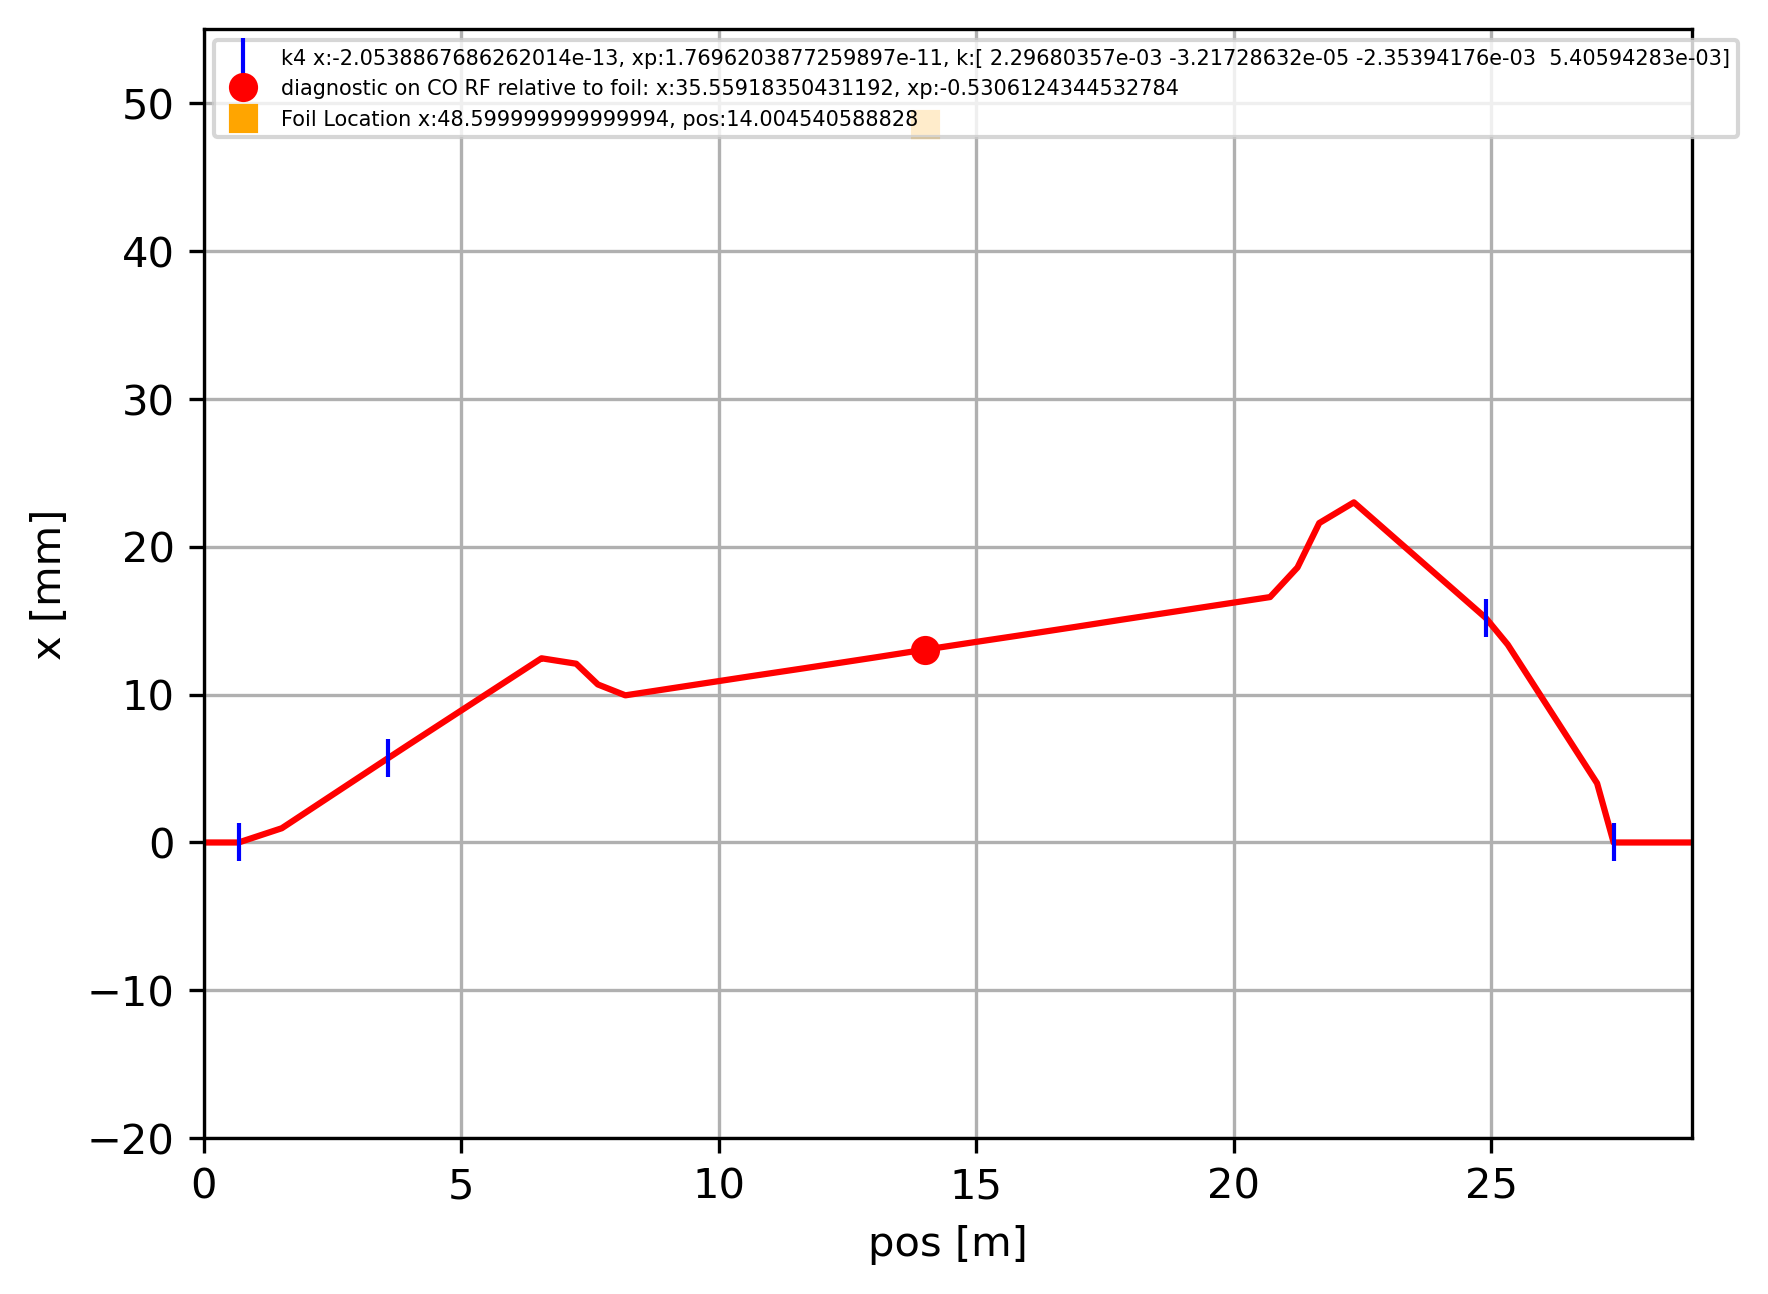 k4 x:-2.0538867686262014e-13, xp:1.7696203877259897e-11, k:[ 2.29680357e-03 -3.21728632e-05 -2.35394176e-03  5.40594283e-03]
diagnostic on CO RF relative to foil: x:35.55918350431192, xp:-0.5306124344532784
Foil Location x:48.599999999999994, pos:14.004540588828
50
40
30
20
10
0
−10
−20
x [mm]
0 5 10 15 20 25
pos [m]